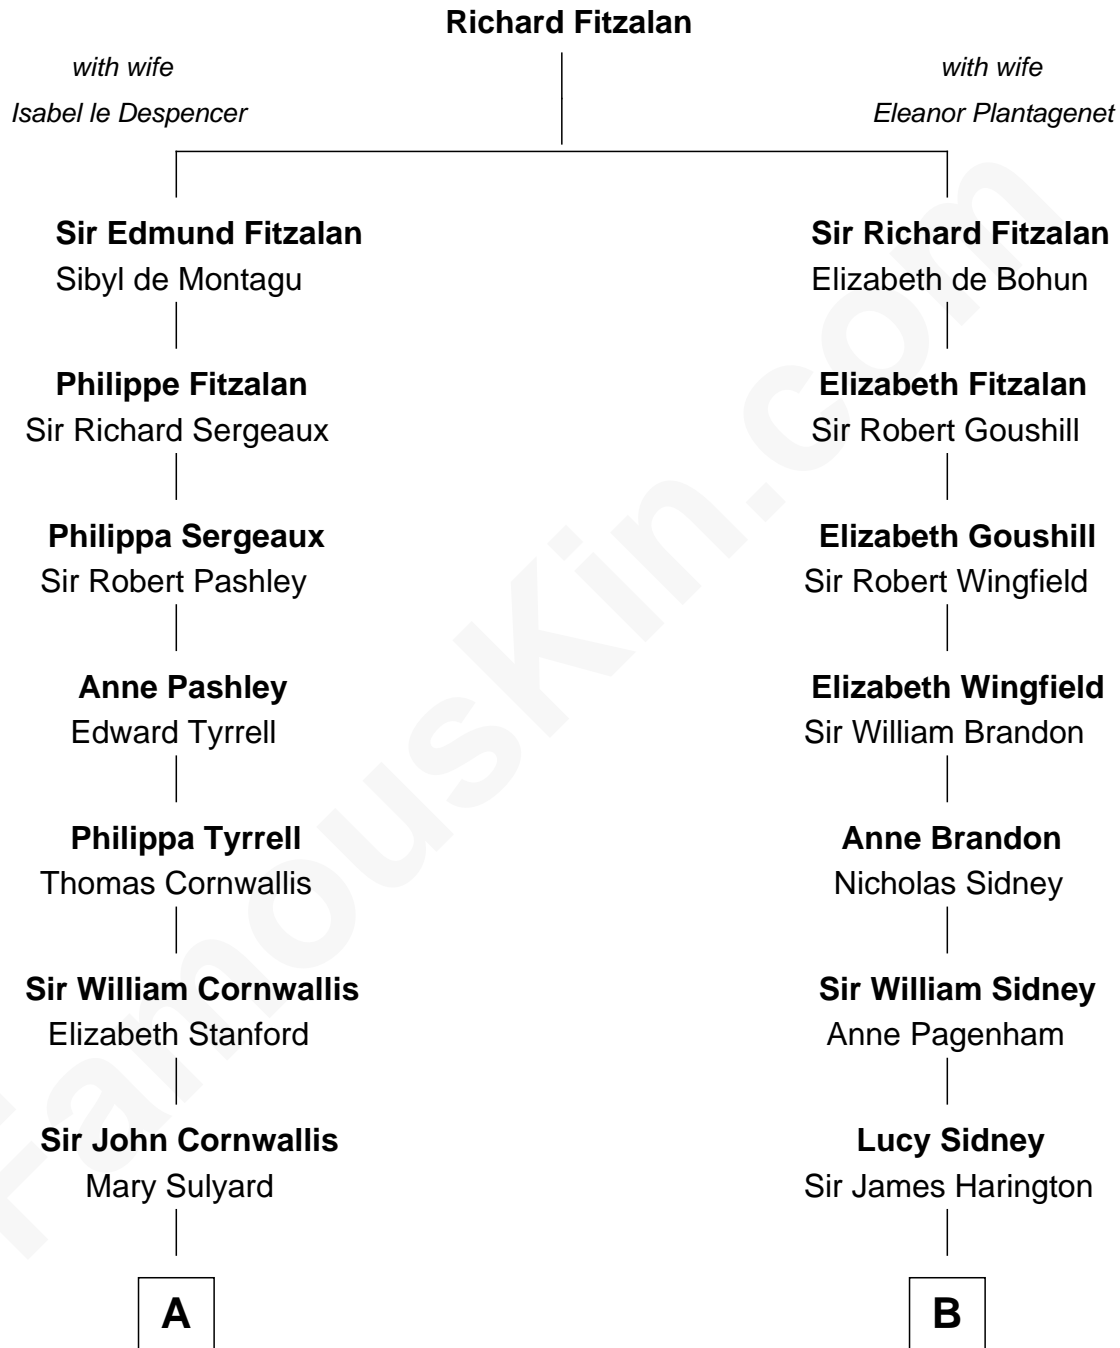 Richard Fitzalan
with wife
Isabel le Despencer
with wife
Eleanor Plantagenet
Sir Edmund Fitzalan
Sibyl de Montagu
Sir Richard Fitzalan
Elizabeth de Bohun
Philippe Fitzalan
Sir Richard Sergeaux
Elizabeth Fitzalan
Sir Robert Goushill
Philippa Sergeaux
Sir Robert Pashley
Elizabeth Goushill
Sir Robert Wingfield
Anne Pashley
Edward Tyrrell
Elizabeth Wingfield
Sir William Brandon
Philippa Tyrrell
Thomas Cornwallis
Anne Brandon
Nicholas Sidney
Sir William Cornwallis
Elizabeth Stanford
Sir William Sidney
Anne Pagenham
Sir John Cornwallis
Mary Sulyard
Lucy Sidney
Sir James Harington
A
B
FamousKin.com